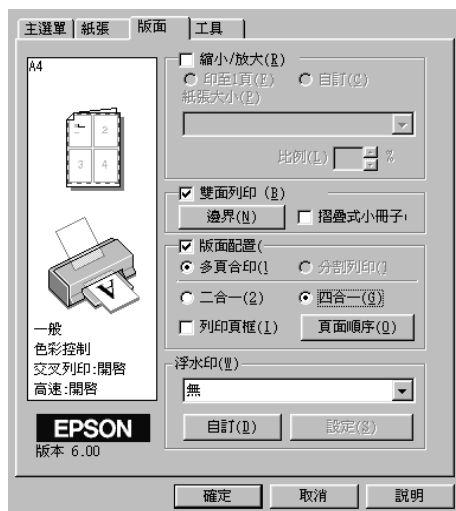 主選單 紙張 版面 工具
A4
1 2
3 4
一般
色彩控制
交叉列印:開啓
高速:開啓
EPSON
版本 6.00
縮小/放大(R)
印至1頁(F) 自訂(C)
紙張大小(P)
比例(L) %
雙面列印 (B)
邊界(N) 摺疊式小冊子
版面配置(
多頁合印( 分割列印(
二合一(2) 四合一(G)
列印頁框(I) 頁面順序(O)
浮水印(W)
無
自訂(D) 設定(S)
確定 取消 說明